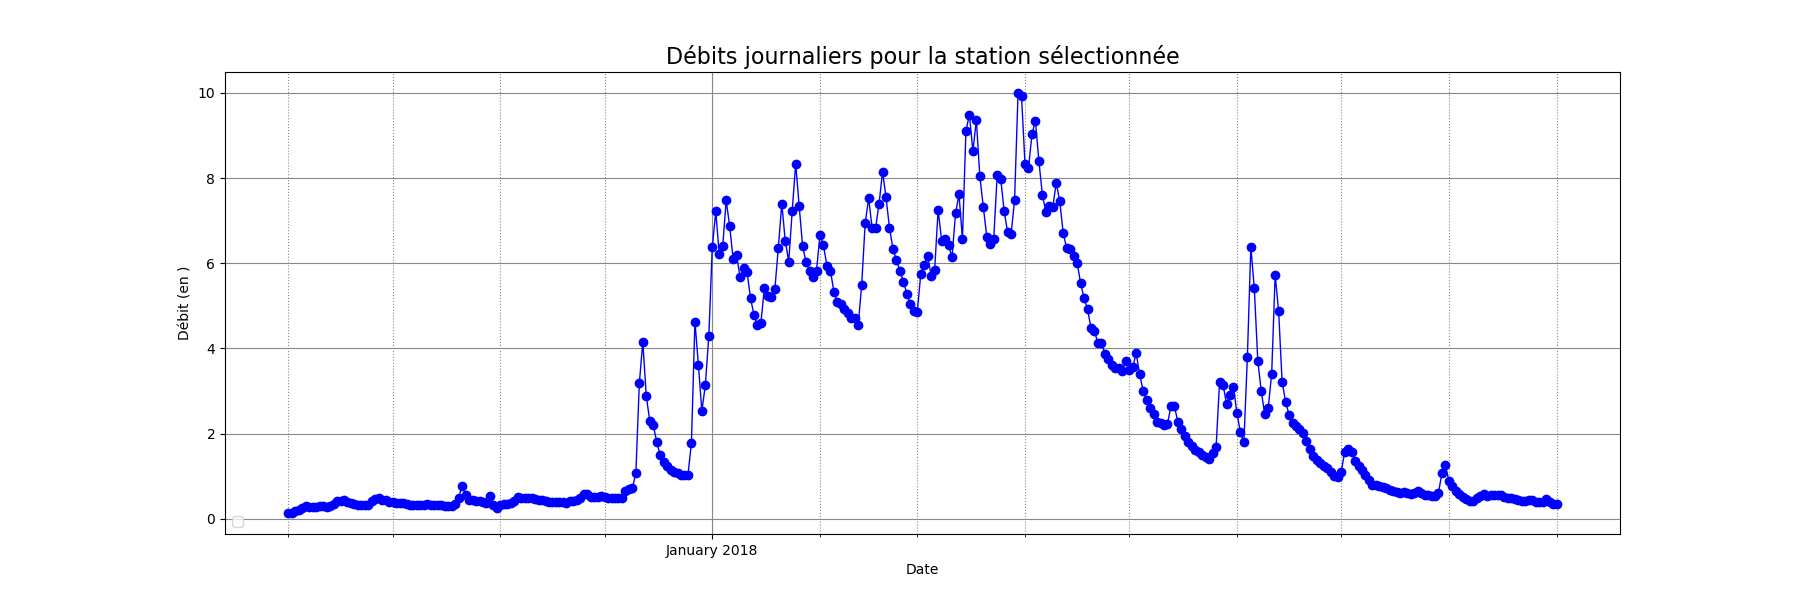 Débits journaliers pour la station sélectionnée
10
8
6
4
2
0
Débit (en )
January 2018
Date